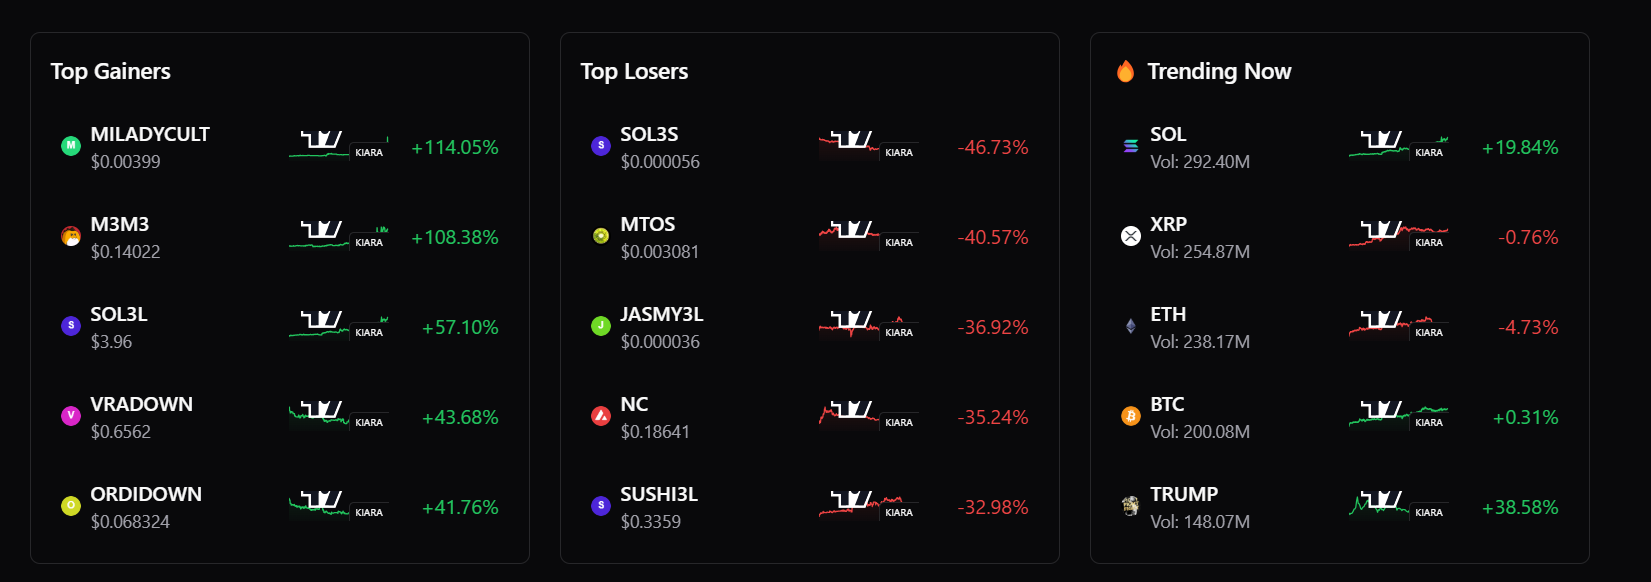 Top Gainers
MILADYCULT
$0.00399
KIARA
+114.05%
M3M3
$0.14022
KIARA
+108.38%
SOL3L
$3.96
KIARA
+57.10%
VRADOWN
$0.6562
KIARA
+43.68%
ORDIDOWN
$0.068324
KIARA
+41.76%
Top Losers
SOL3S
$0.000056
KIARA
-46.73%
MTOS
$0.003081
KIARA
-40.57%
JASMY3L
$0.000036
KIARA
-36.92%
NC
$0.18641
KIARA
-35.24%
SUSHI3L
$0.3359
KIARA
-32.98%
Trending Now
SOL
Vol: 292.40M
KIARA
+19.84%
XRP
Vol: 254.87M
KIARA
-0.76%
ETH
Vol: 238.17M
KIARA
-4.73%
BTC
Vol: 200.08M
KIARA
+0.31%
TRUMP
Vol: 148.07M
KIARA
+38.58%